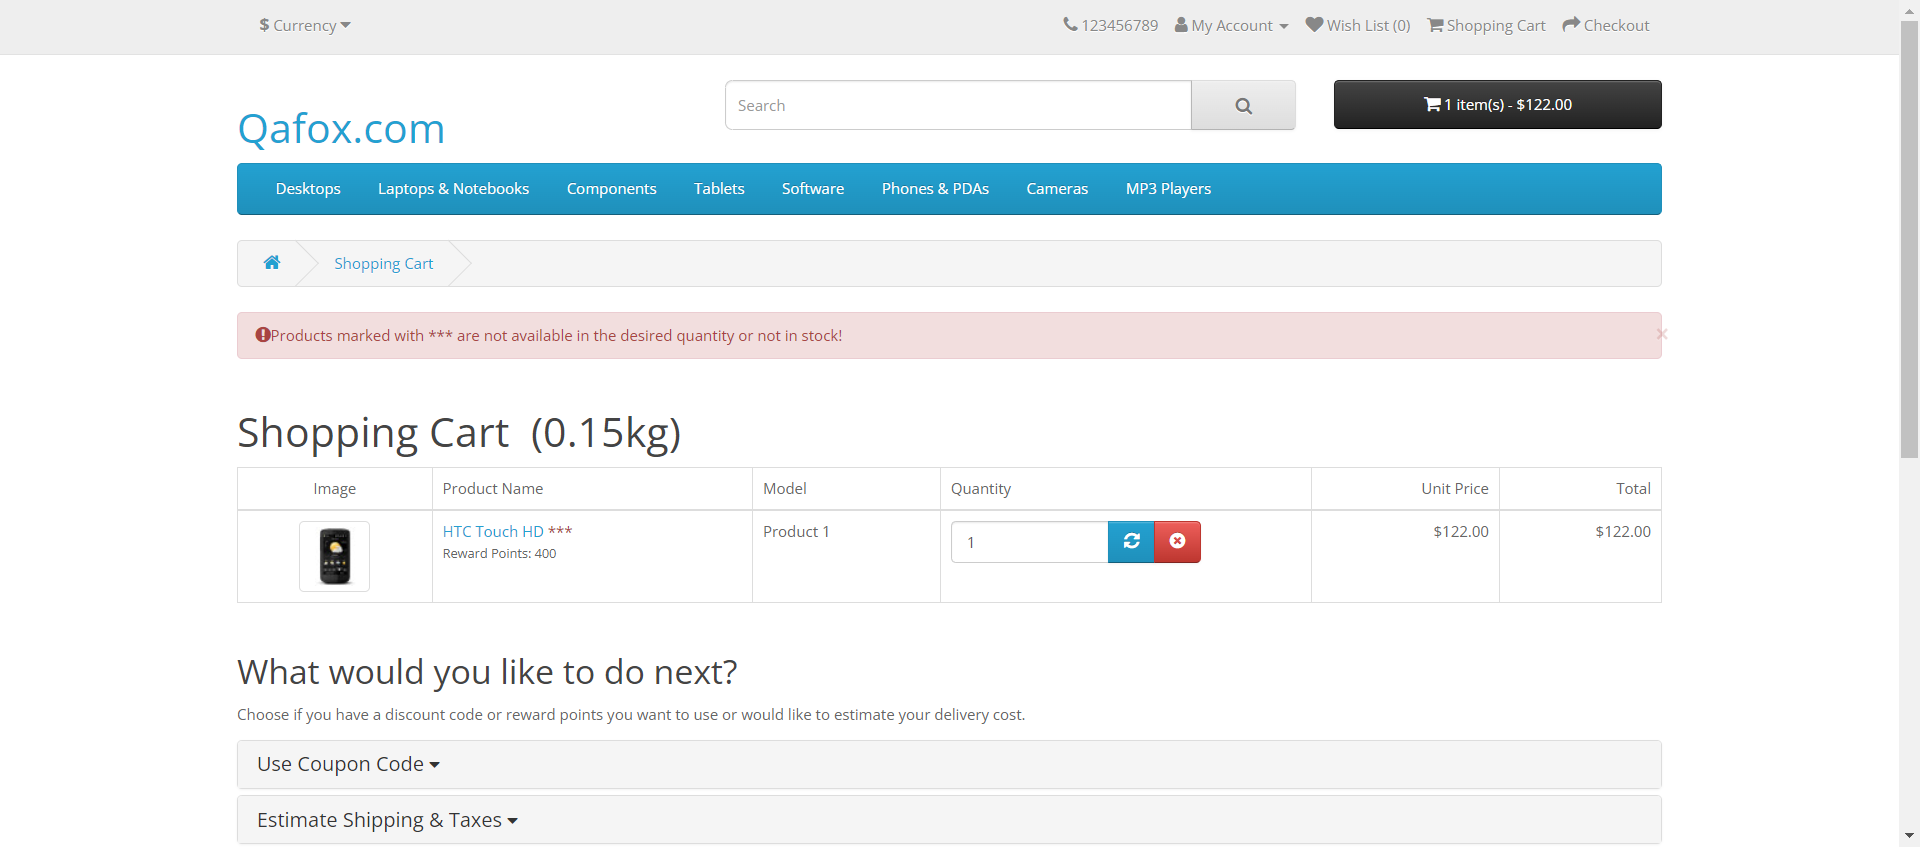 $ Currency
123456789 My Account Wish List (0) Shopping Cart Checkout
Qafox.com
Search
1 item(s) - $122.00
Desktops Laptops & Notebooks Components Tablets Software Phones & PDAs Cameras MP3 Players
Shopping Cart
Products marked with *** are not available in the desired quantity or not in stock!
×
Shopping Cart (0.15kg)
Image Product Name Model Quantity Unit Price Total
HTC Touch HD *** Product 1 1 $122.00 $122.00
Reward Points: 400
What would you like to do next?
Choose if you have a discount code or reward points you want to use or would like to estimate your delivery cost.
Use Coupon Code
Estimate Shipping & Taxes